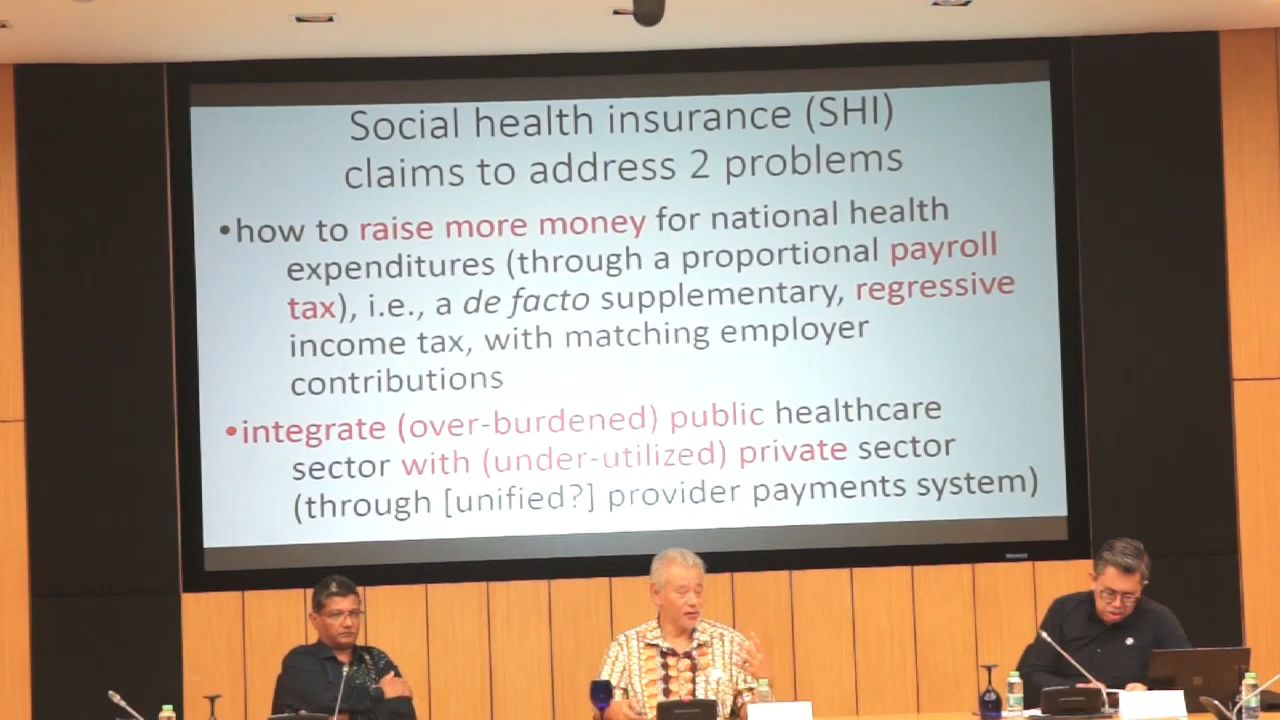 Social health insurance (SHI)
claims to address 2 problems
•how to raise more money for national health
expenditures (through a proportional payroll
tax), i.e., a de facto supplementary, regressive
income tax, with matching employer
contributions
•integrate (over-burdened) public healthcare
sector with (under-utilized) private sector
(through [unified?] provider payments system)